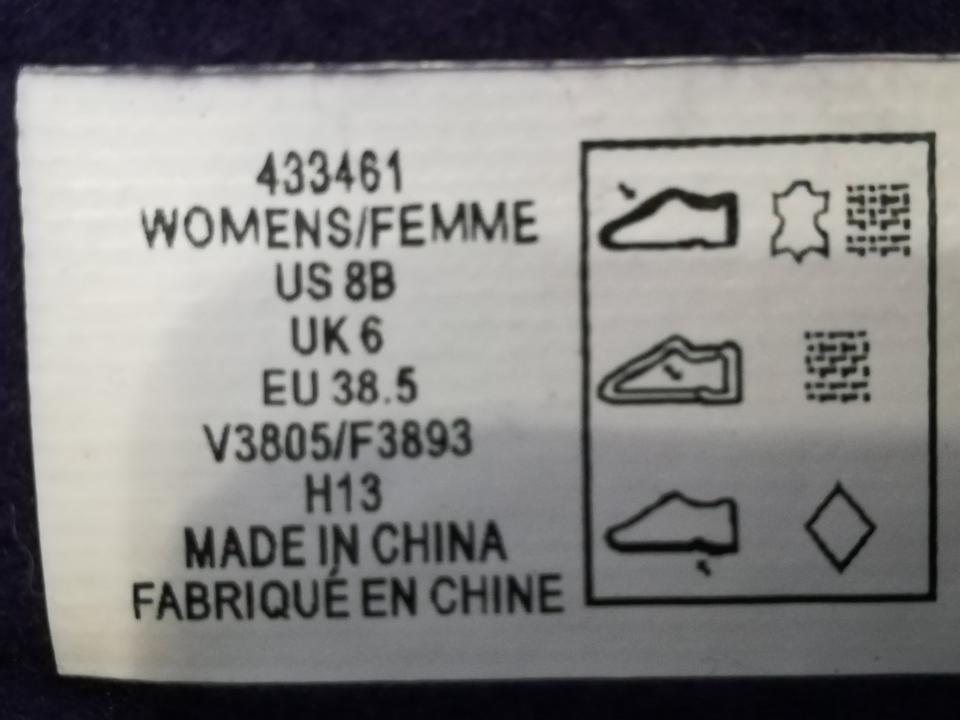 433461
WOMENS/FEMME
US 8B
UK 6
EU 38.5
V3805/F3893
H13
MADE IN CHINA
FABRIQUÉ EN CHINE